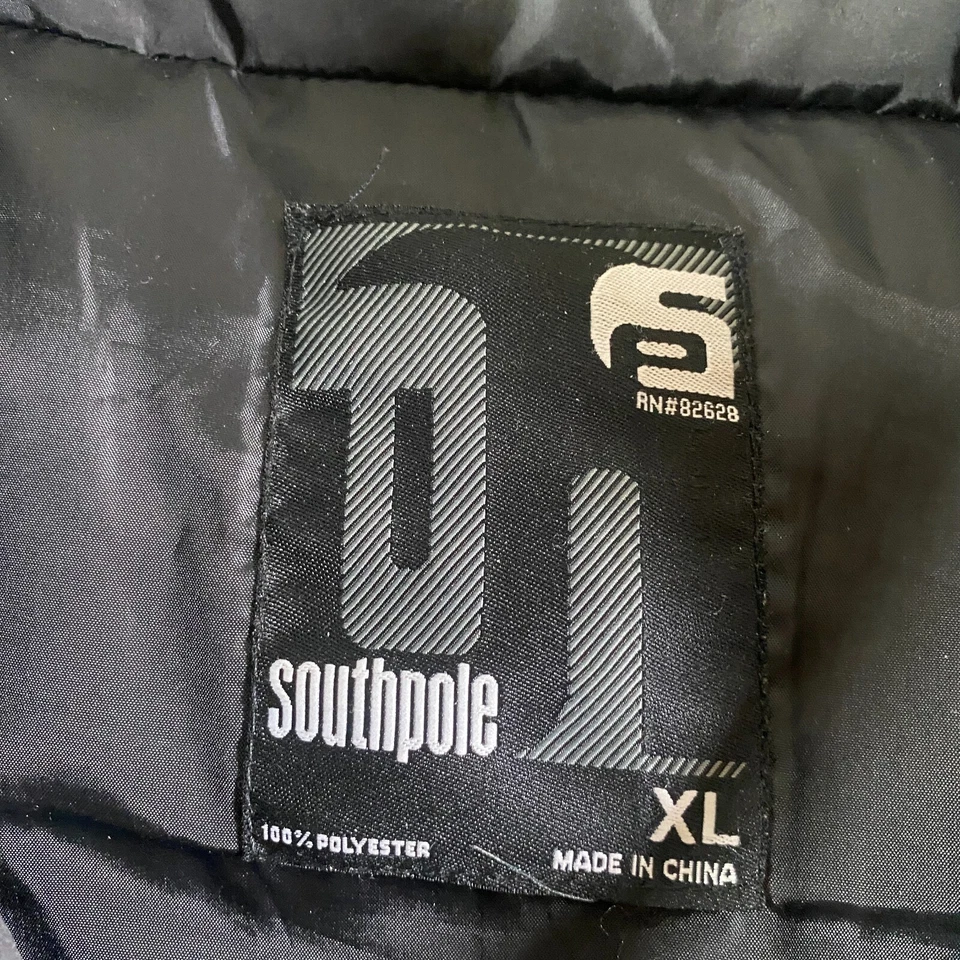 RN#82628
southpole
XL
100% POLYESTER
MADE IN CHINA